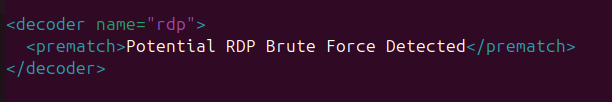 <decoder name="rdp">
<prematch>Potential RDP Brute Force Detected</prematch>
</decoder>